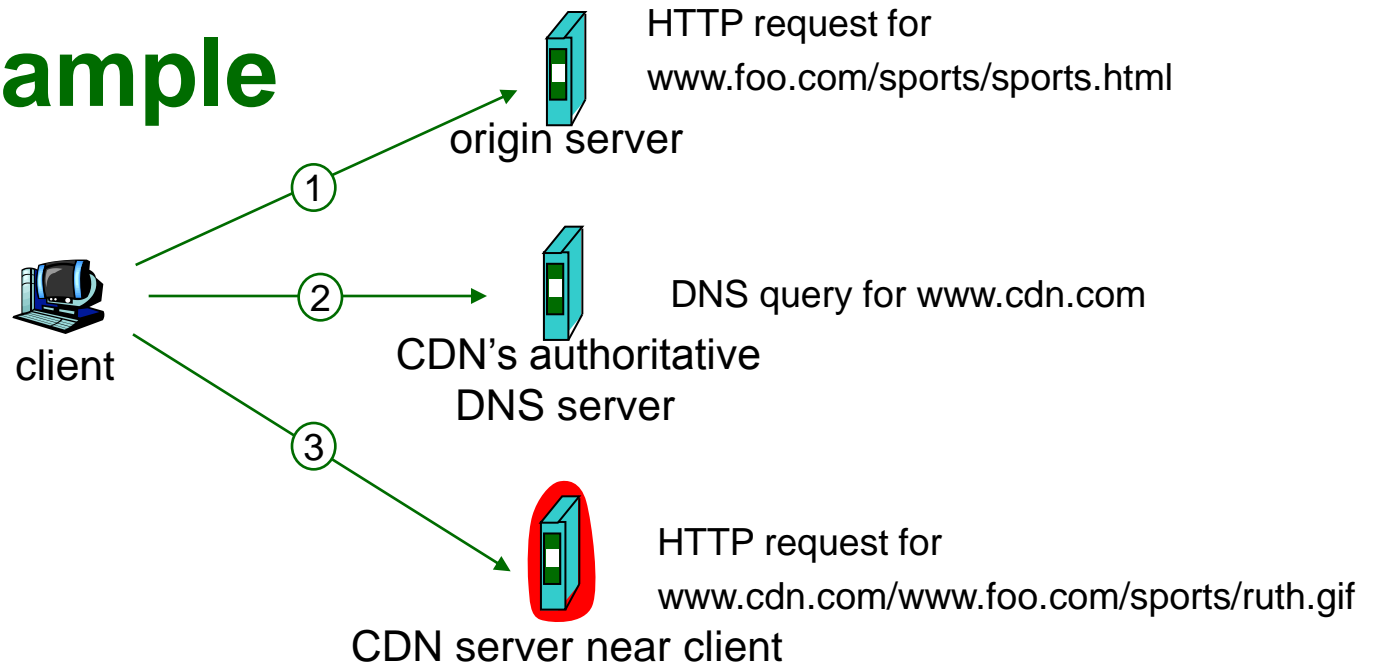 ample
HTTP request for
www.foo.com/sports/sports.html
origin server
1
client
2
DNS query for www.cdn.com
CDN’s authoritative
DNS server
3
HTTP request for
www.cdn.com/www.foo.com/sports/ruth.gif
CDN server near client